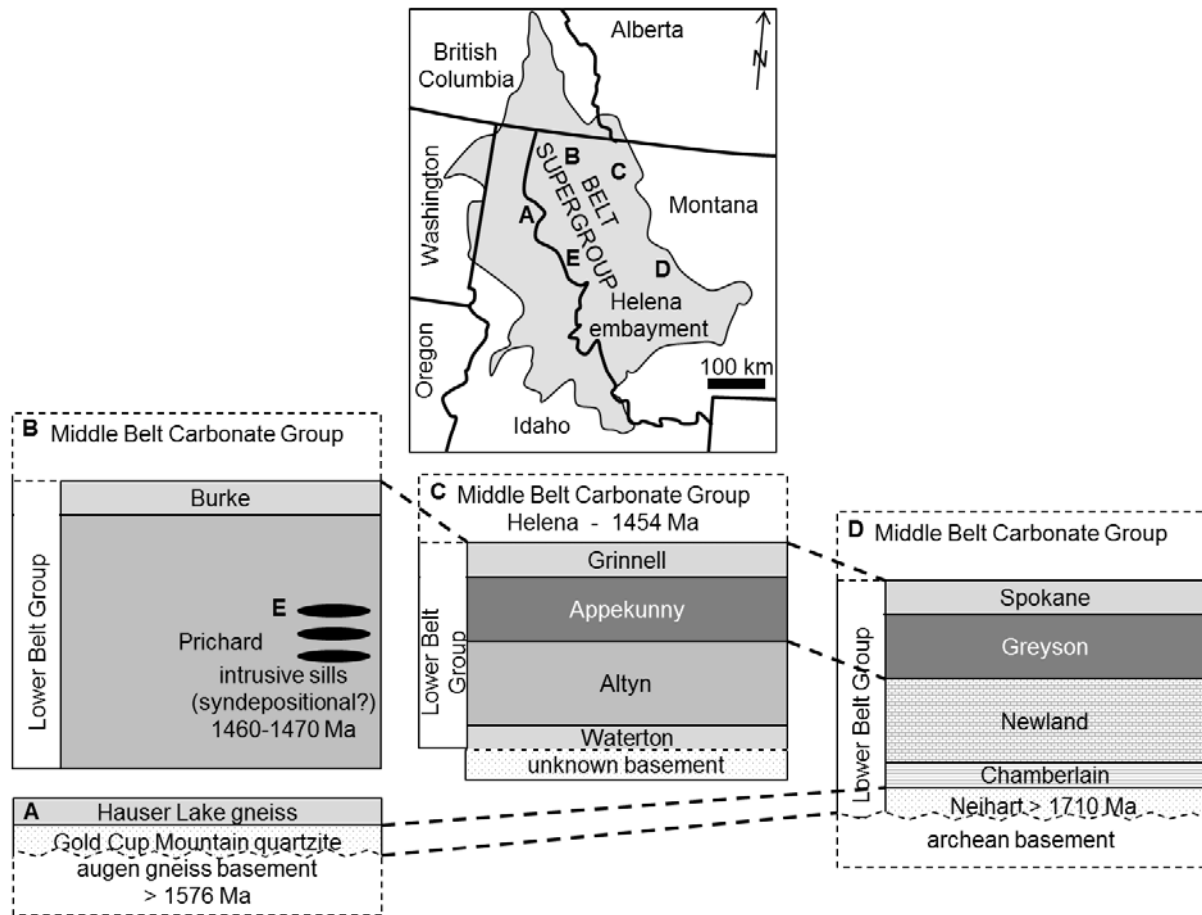 British
Columbia
Alberta
N
Washington
B
C
BELT
SUPERGROUP
Montana
A
E
D
Helena
embayment
Oregon
100 km
Idaho
B Middle Belt Carbonate Group
Lower Belt Group
Burke
E
Prichard
intrusive sills
(syndepositional?)
1460-1470 Ma
A Hauser Lake gneiss
Gold Cup Mountain quartzite
augen gneiss basement
> 1576 Ma
C Middle Belt Carbonate Group
Helena - 1454 Ma
Lower Belt
Group
Grinnell
Appekunny
Altyn
Waterton
unknown basement
D Middle Belt Carbonate Group
Lower Belt Group
Spokane
Greyson
Newland
Chamberlain
Neihart > 1710 Ma
archean basement